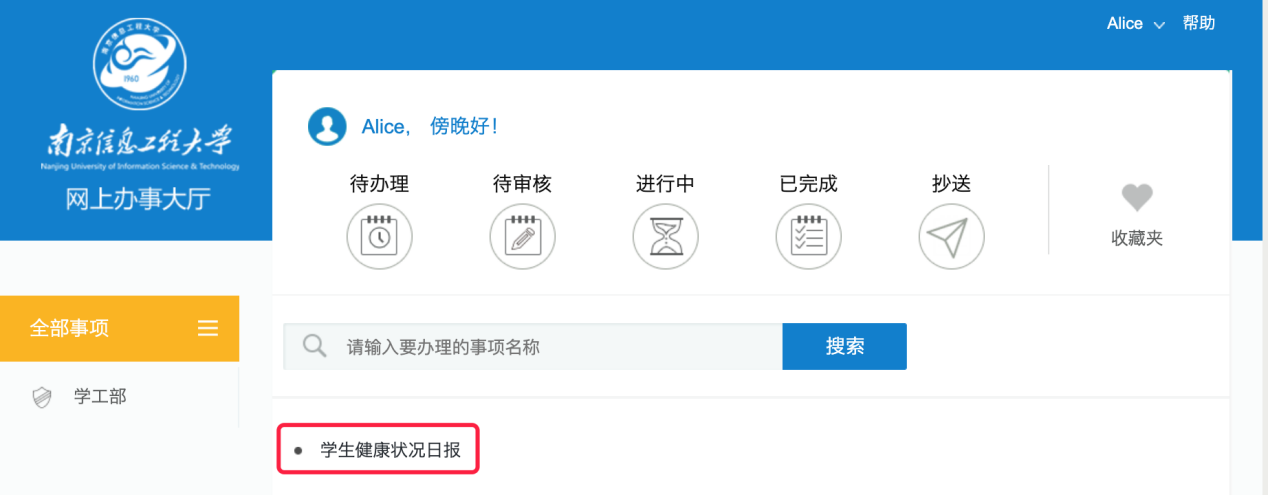 Alice 帮助
1960
南京信息工程大学
Nanjing University of Information Science & Technology
网上办事大厅
Alice, 傍晚好!
待办理 待审核 进行中 已完成 抄送
收藏夹
全部事项
请输入要办理的事项名称 搜索
学工部
• 学生健康状况日报